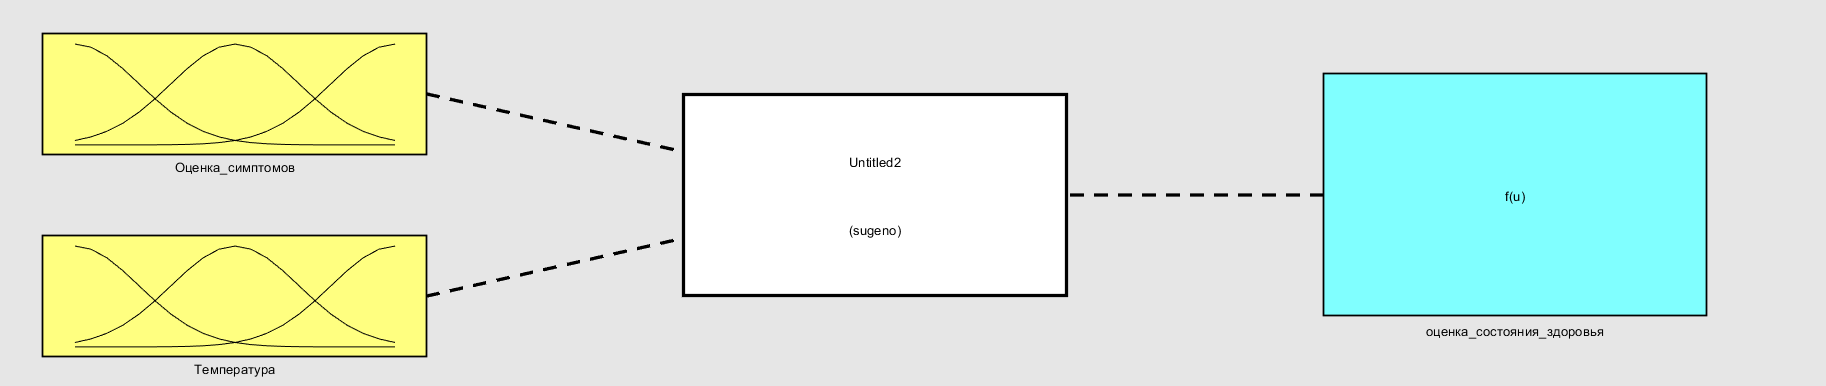 Оценка_симптомов
Температура
Untitled2
(sugeno)
f(u)
оценка_состояния_здоровья